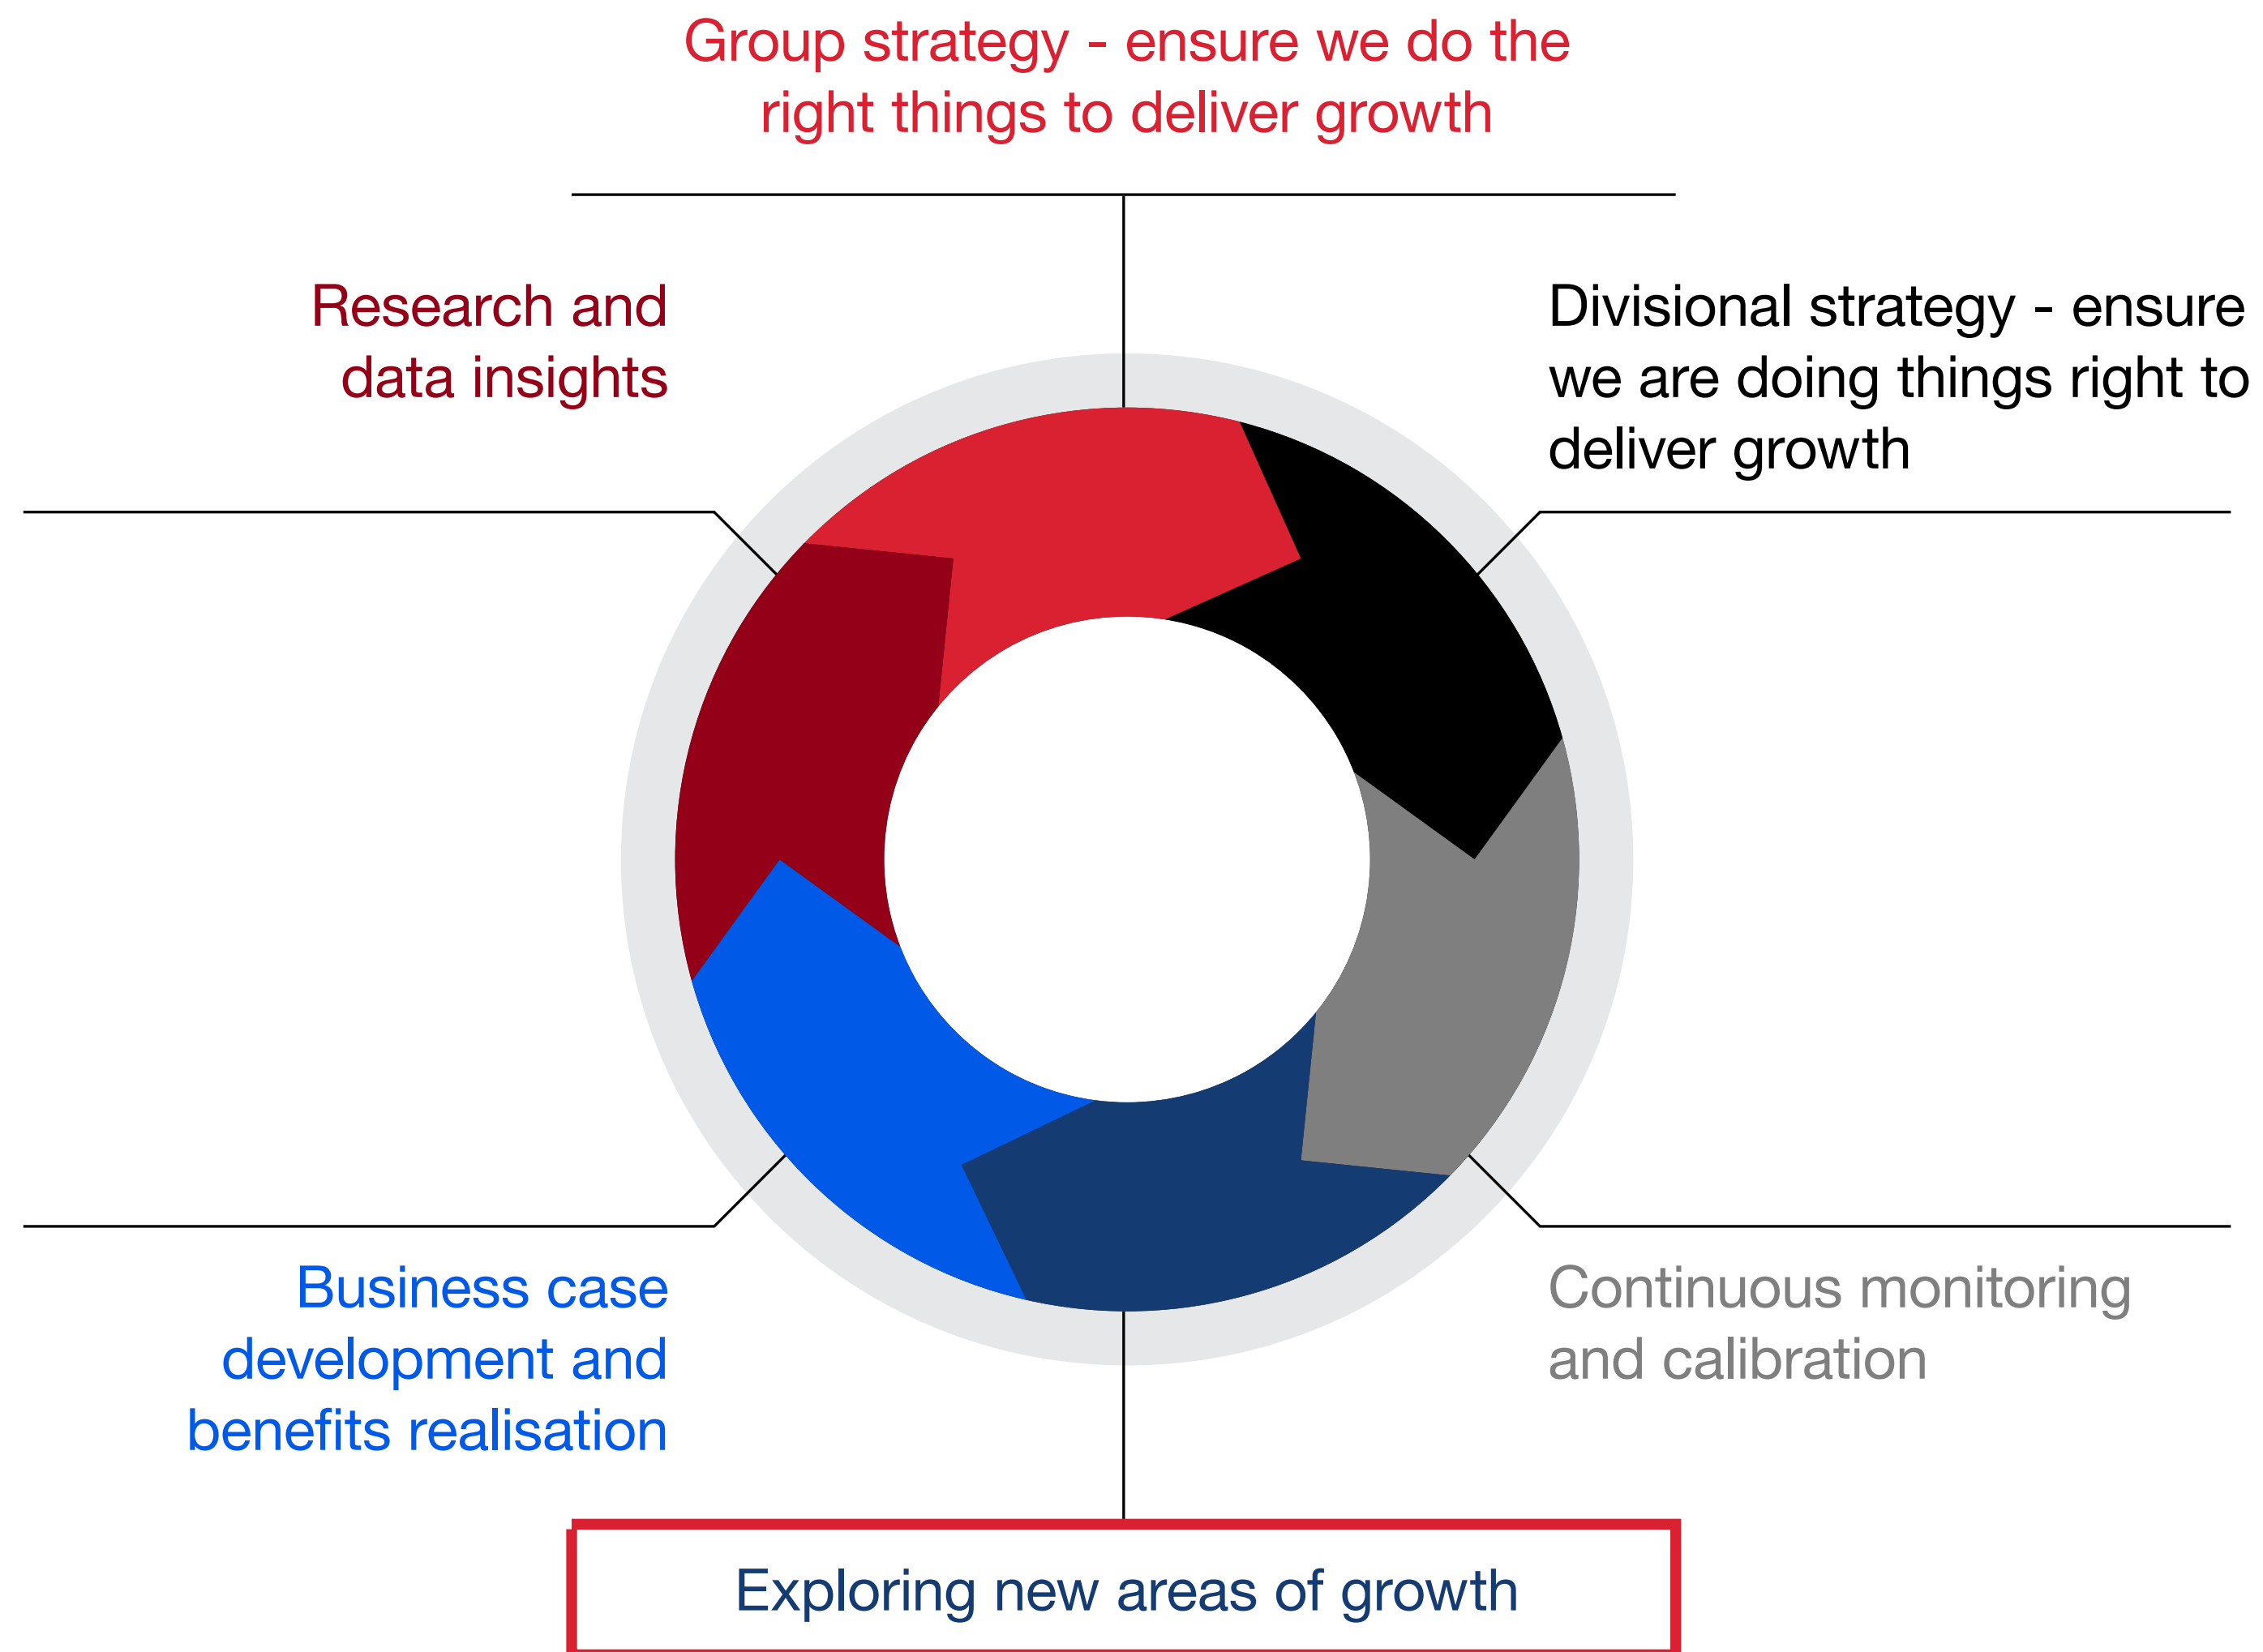 Group strategy - ensure we do the
right things to deliver growth
Research and
data insights
Divisional strategy - ensure
we are doing things right to
deliver growth
Business case
development and
benefits realisation
Continuous monitoring
and calibration
Exploring new areas of growth